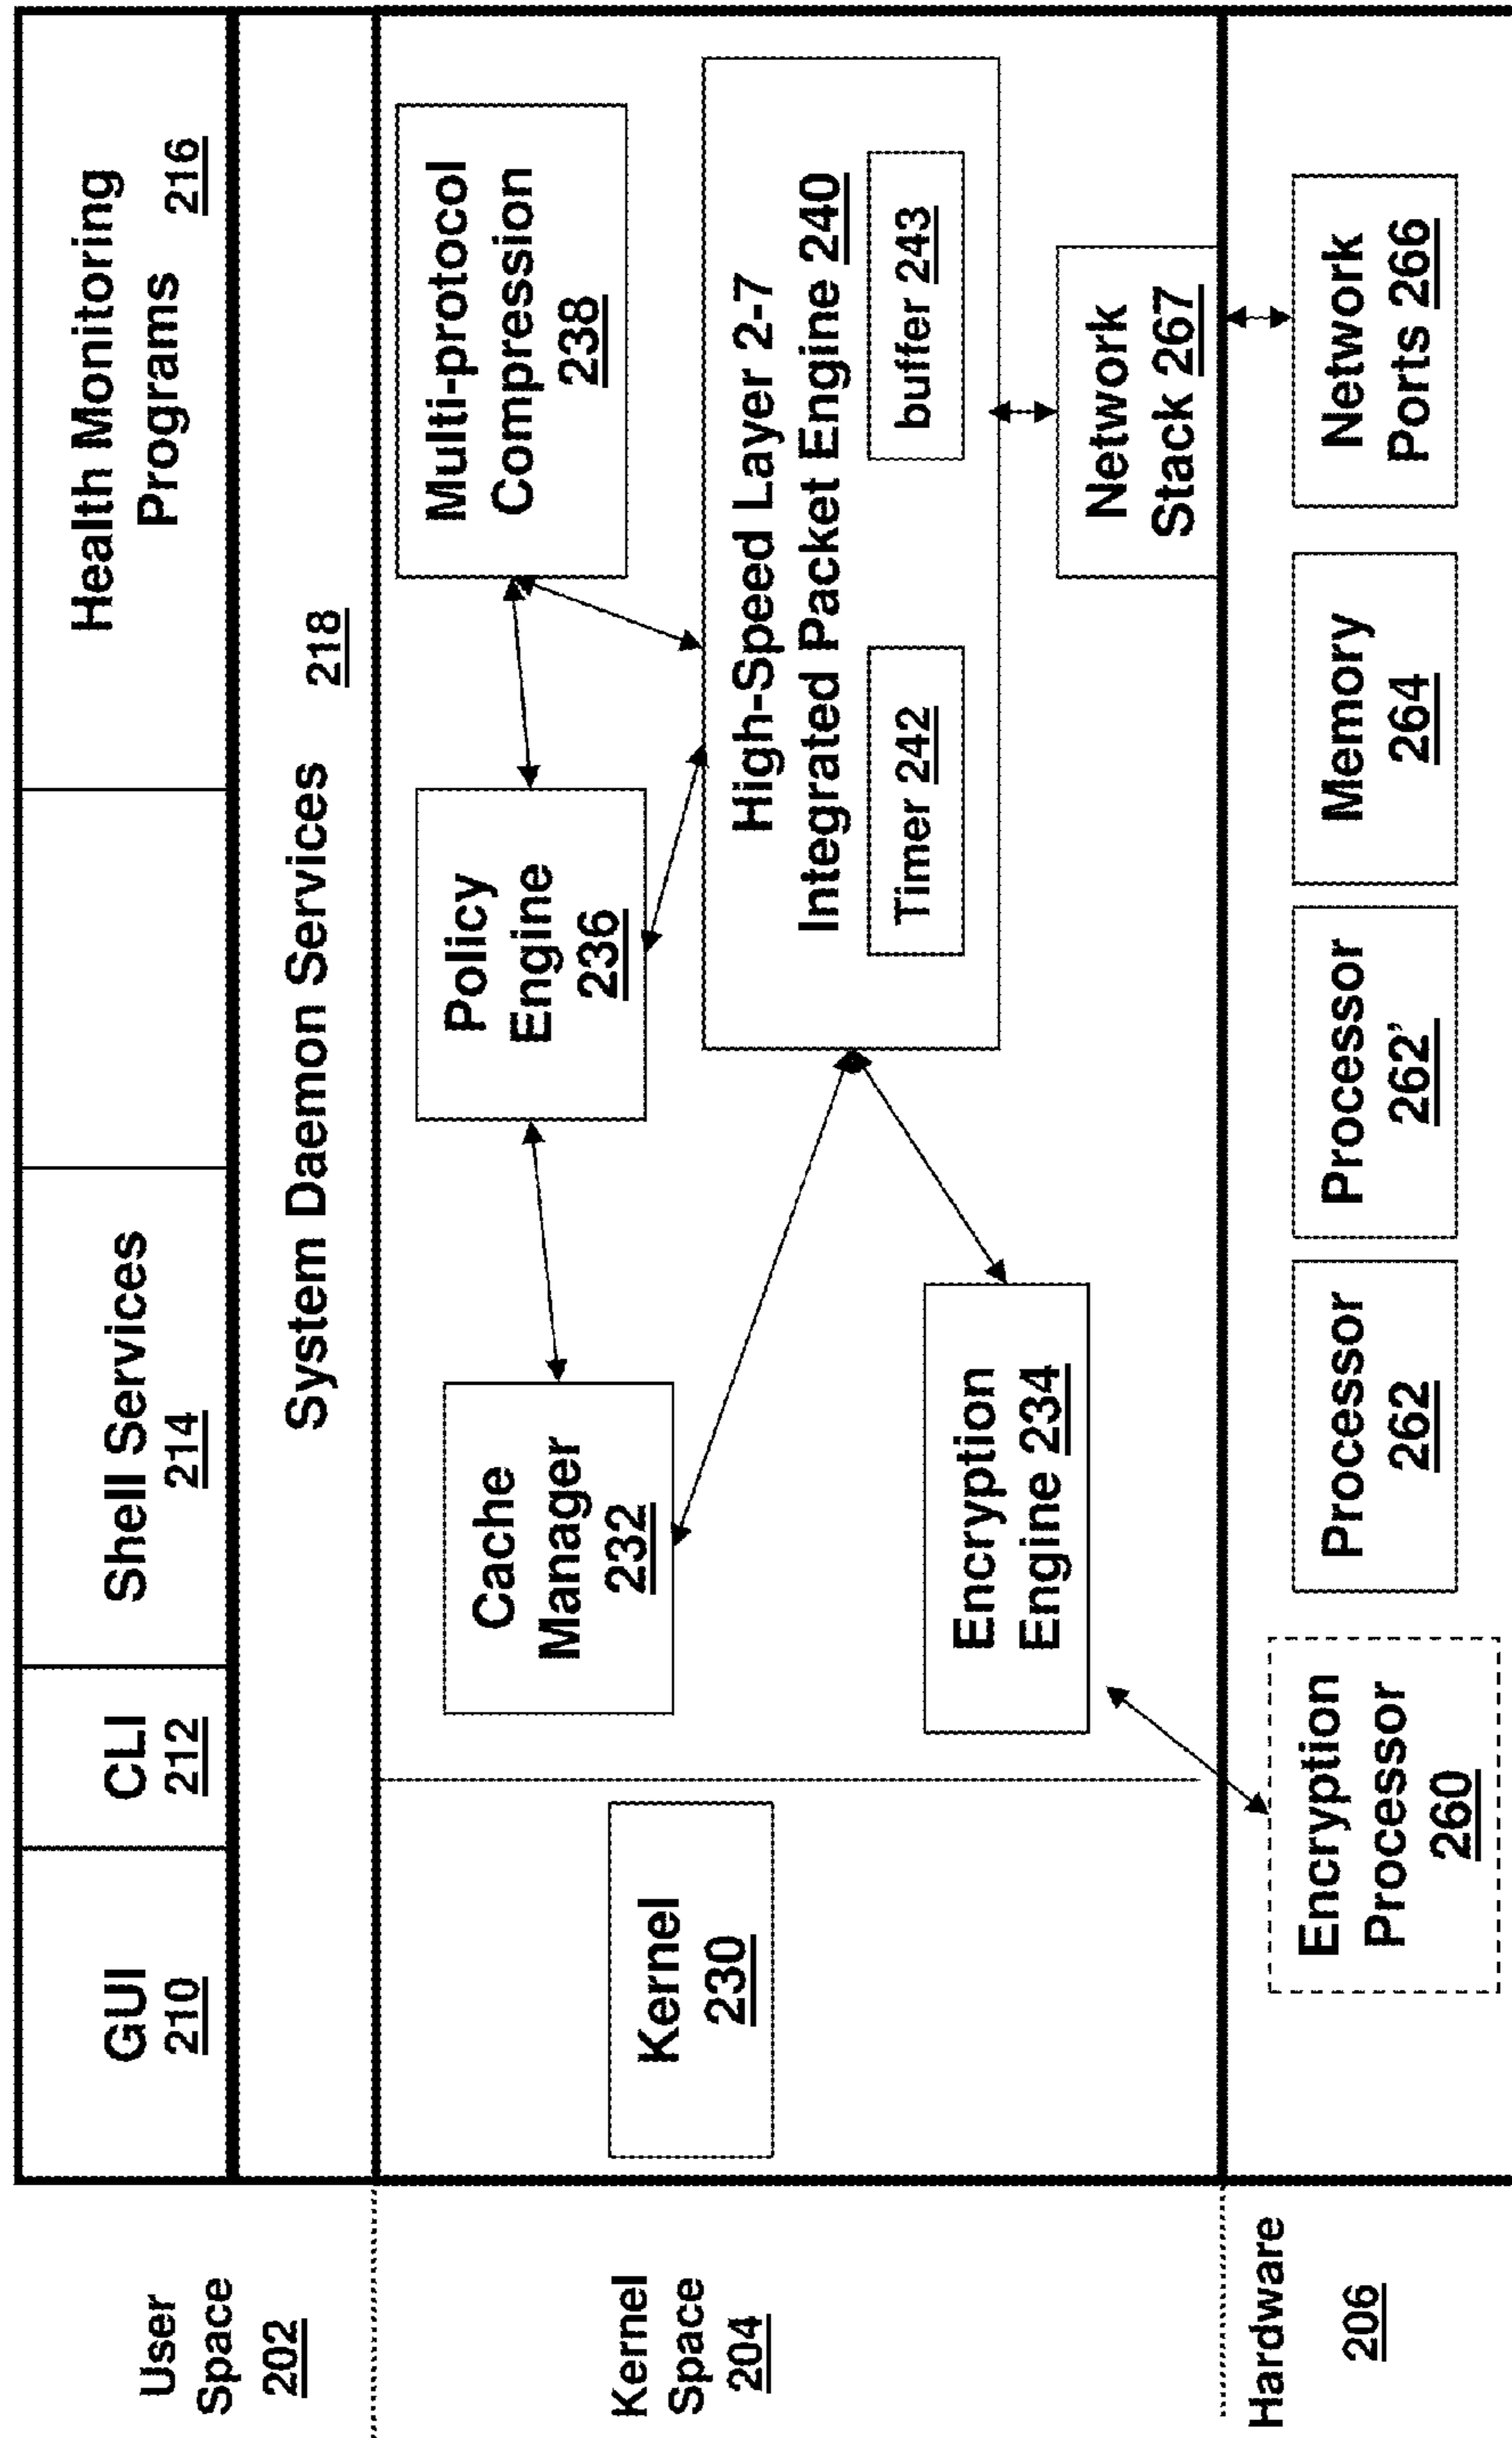 User
Space
202
GUI
210
CLI
212
Shell Services
214
Health Monitoring
Programs 216
System Daemon Services 218
Kernel
Space
204
Kernel
230
Cache
Manager
232
Policy
Engine
236
Multi-protocol
Compression
238
High-Speed Layer 2-7
Integrated Packet Engine 240
Timer 242
buffer 243
Encryption
Engine 234
Network
Stack 267
Hardware
206
Encryption
Processor
260
Processor
262
Processor
262’
Memory
264
Network
Ports 266